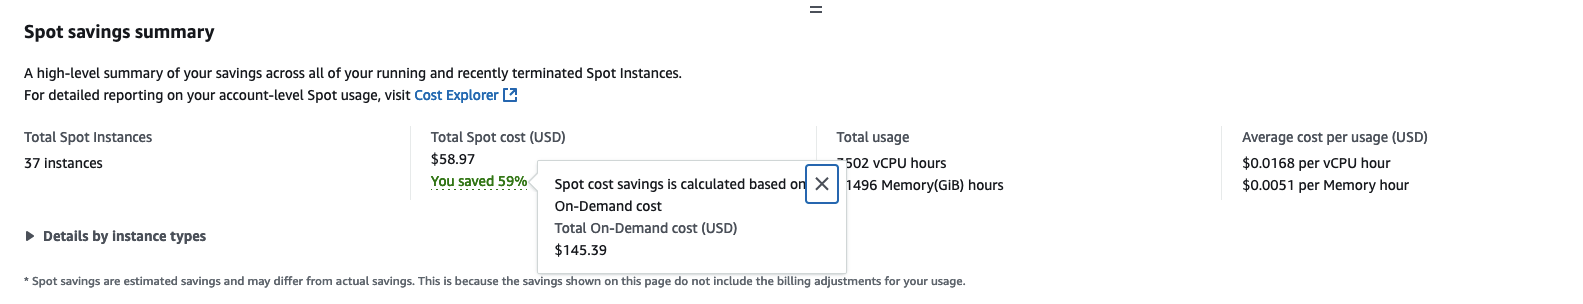 Spot savings summary
A high-level summary of your savings across all of your running and recently terminated Spot Instances.
For detailed reporting on your account-level Spot usage, visit Cost Explorer
Total Spot Instances
37 instances
Total Spot cost (USD)
$58.97
You saved 59%
Spot cost savings is calculated based on
On-Demand cost
Total On-Demand cost (USD)
$145.39
Total usage
vCPU hours
Memory(GiB) hours
Average cost per usage (USD)
$0.0168 per vCPU hour
$0.0051 per Memory hour
Details by instance types
* Spot savings are estimated savings and may differ from actual savings. This is because the savings shown on this page do not include the billing adjustments for your usage.